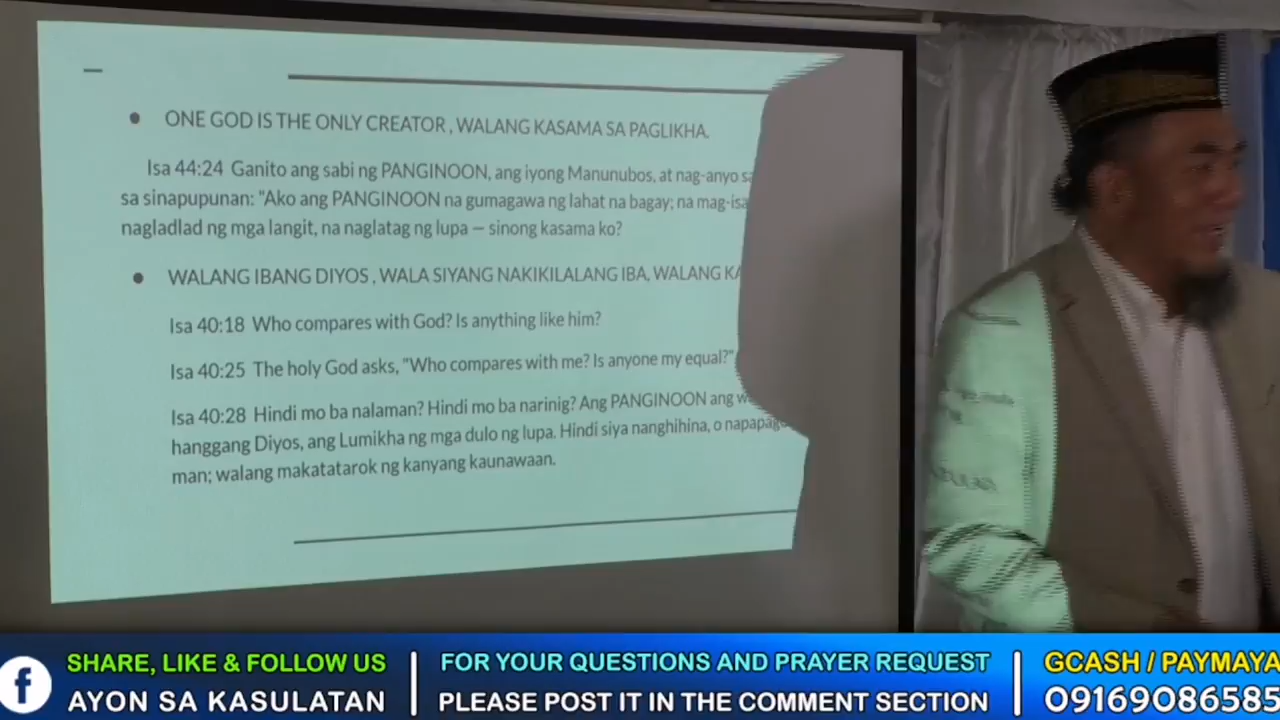 ONE GOD IS THE ONLY CREATOR , WALANG KASAMA SA PAGLIKHA.
Isa 44:24 Ganito ang sabi ng PANGINOON, ang iyong Manunubos, at nag-anyo sa
sa sinapupunan: "Ako ang PANGINOON na gumagawa ng lahat na bagay; na mag-isa
nagladlad ng mga langit, na naglatag ng lupa — sinong kasama ko?
WALANG IBANG DIYOS , WALA SIYANG NAKIKILALANG IBA, WALANG
Isa 40:18 Who compares with God? Is anything like him?
Isa 40:25 The holy God asks, "Who compares with me? Is anyone my equal?"
Isa 40:28 Hindi mo ba nalaman? Hindi mo ba narinig? Ang PANGINOON ang
hanggang Diyos, ang Lumikha ng mga dulo ng lupa. Hindi siya nanghihina, o
man; walang makatatarok ng kanyang kaunawaan.
SHARE, LIKE & FOLLOW US
AYON SA KASULATAN
FOR YOUR QUESTIONS AND PRAYER REQUEST
PLEASE POST IT IN THE COMMENT SECTION
GCASH / PAYMAYA
09169086585